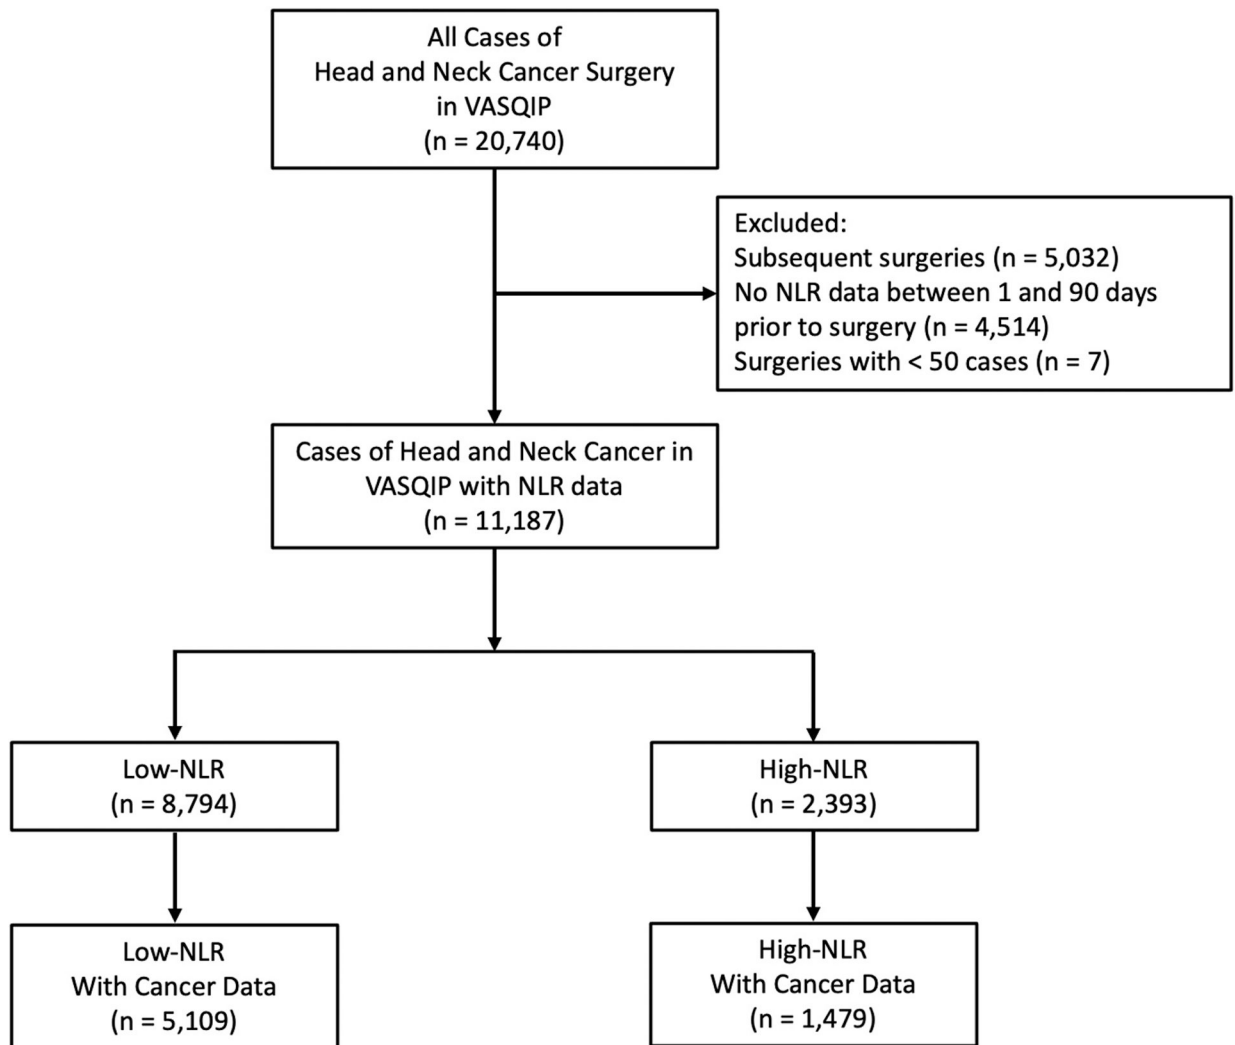 All Cases of
Head and Neck Cancer Surgery
in VASQIP
(n = 20,740)
Excluded:
Subsequent surgeries (n = 5,032)
No NLR data between 1 and 90 days
prior to surgery (n = 4,514)
Surgeries with < 50 cases (n = 7)
Cases of Head and Neck Cancer in
VASQIP with NLR data
(n = 11,187)
Low-NLR
(n = 8,794)
High-NLR
(n = 2,393)
Low-NLR
With Cancer Data
(n = 5,109)
High-NLR
With Cancer Data
(n = 1,479)